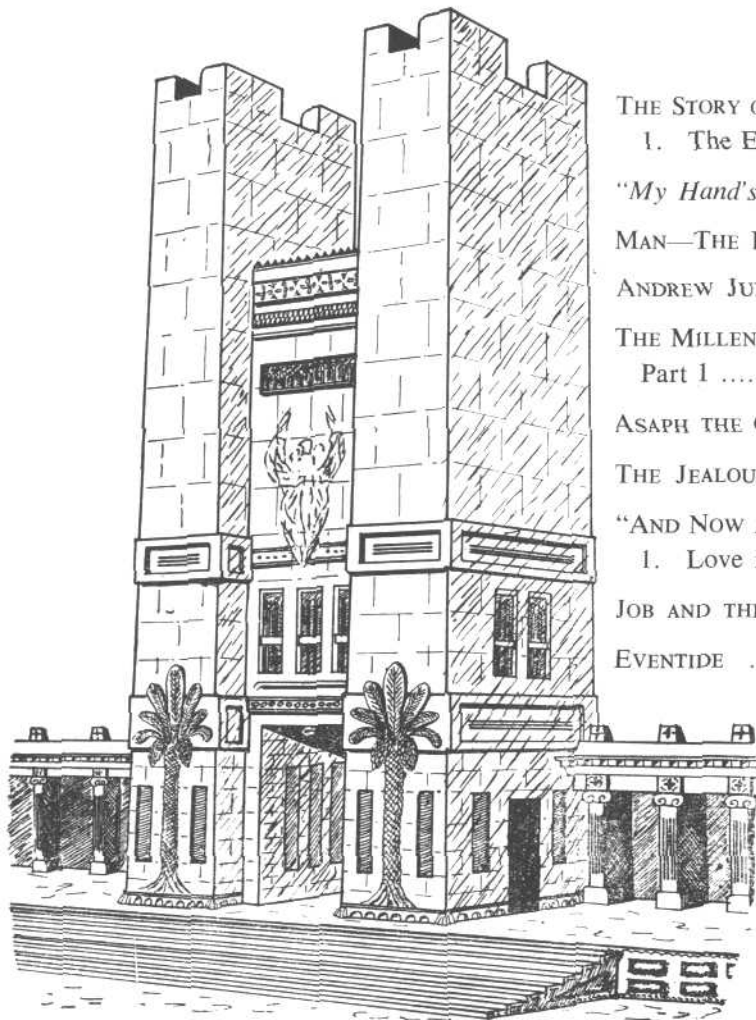 THE STORY
1. The E
"My Hand's
MAN—THE
ANDREW JU
THE MILLEN
Part 1 ....
ASAPH THE
THE JEALOU
"AND NOW
1. Love
JOB AND THE
EVENTIDE .